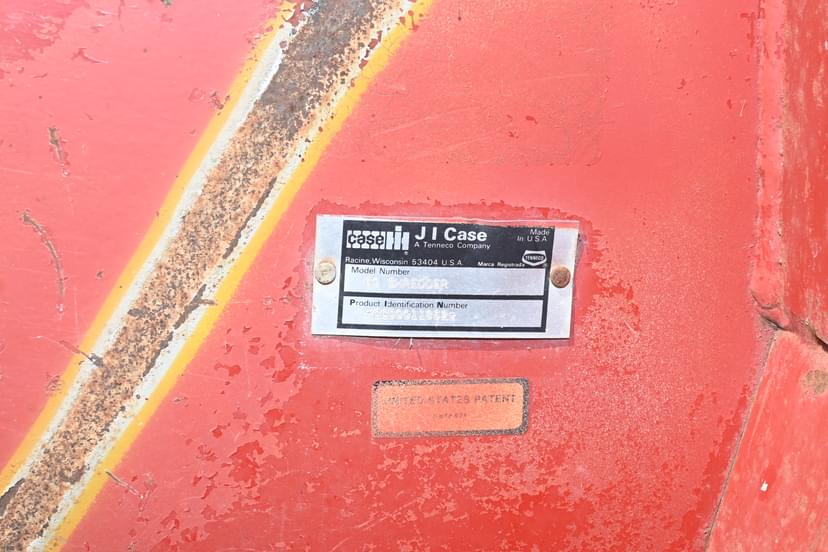 case IH
J I Case
A Tenneco Company
Made
In U.S.A
Racine, Wisconsin 53404 U.S.A.
Marca Registrada
TENNECO
Model Number
SHREDDER
Product Identification Number
UNITED STATES PATENT